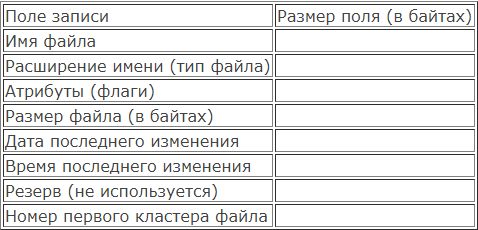 Поле записи Размер поля (в байтах)
Имя файла
Расширение имени (тип файла)
Атрибуты (флаги)
Размер файла (в байтах)
Дата последнего изменения
Время последнего изменения
Резерв (не используется)
Номер первого кластера файла